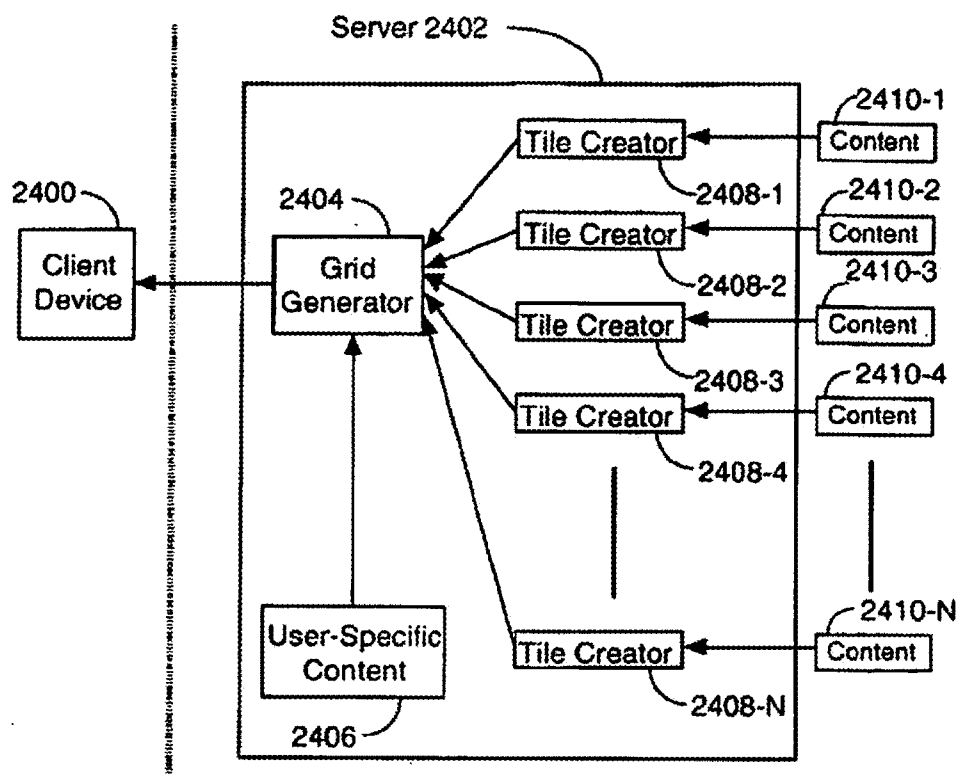 Server 2402
2410-1
Tile Creator
Content
2400
2404
2408-1
2410-2
Client
Device
Grid
Generator
Tile Creator
Content
2408-2
2410-3
Tile Creator
Content
2408-3
2410-4
Tile Creator
Content
2408-4
2410-N
User-Specific
Content
Tile Creator
Content
2406
2408-N